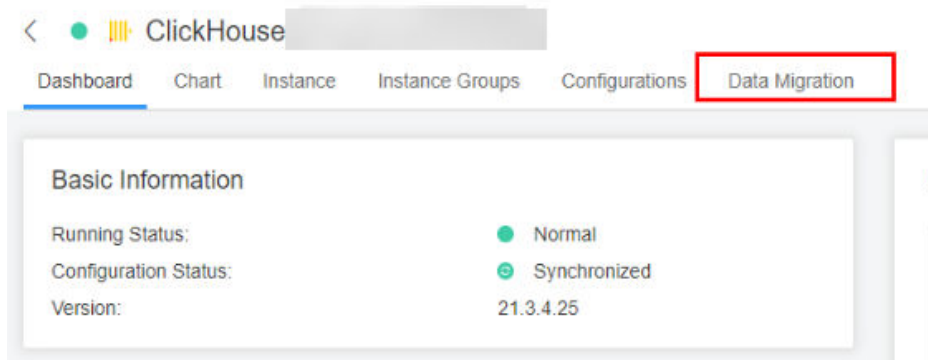 ClickHouse
Dashboard Chart Instance Instance Groups Configurations Data Migration
Basic Information
Running Status: Normal
Configuration Status: Synchronized
Version: 21.3.4.25